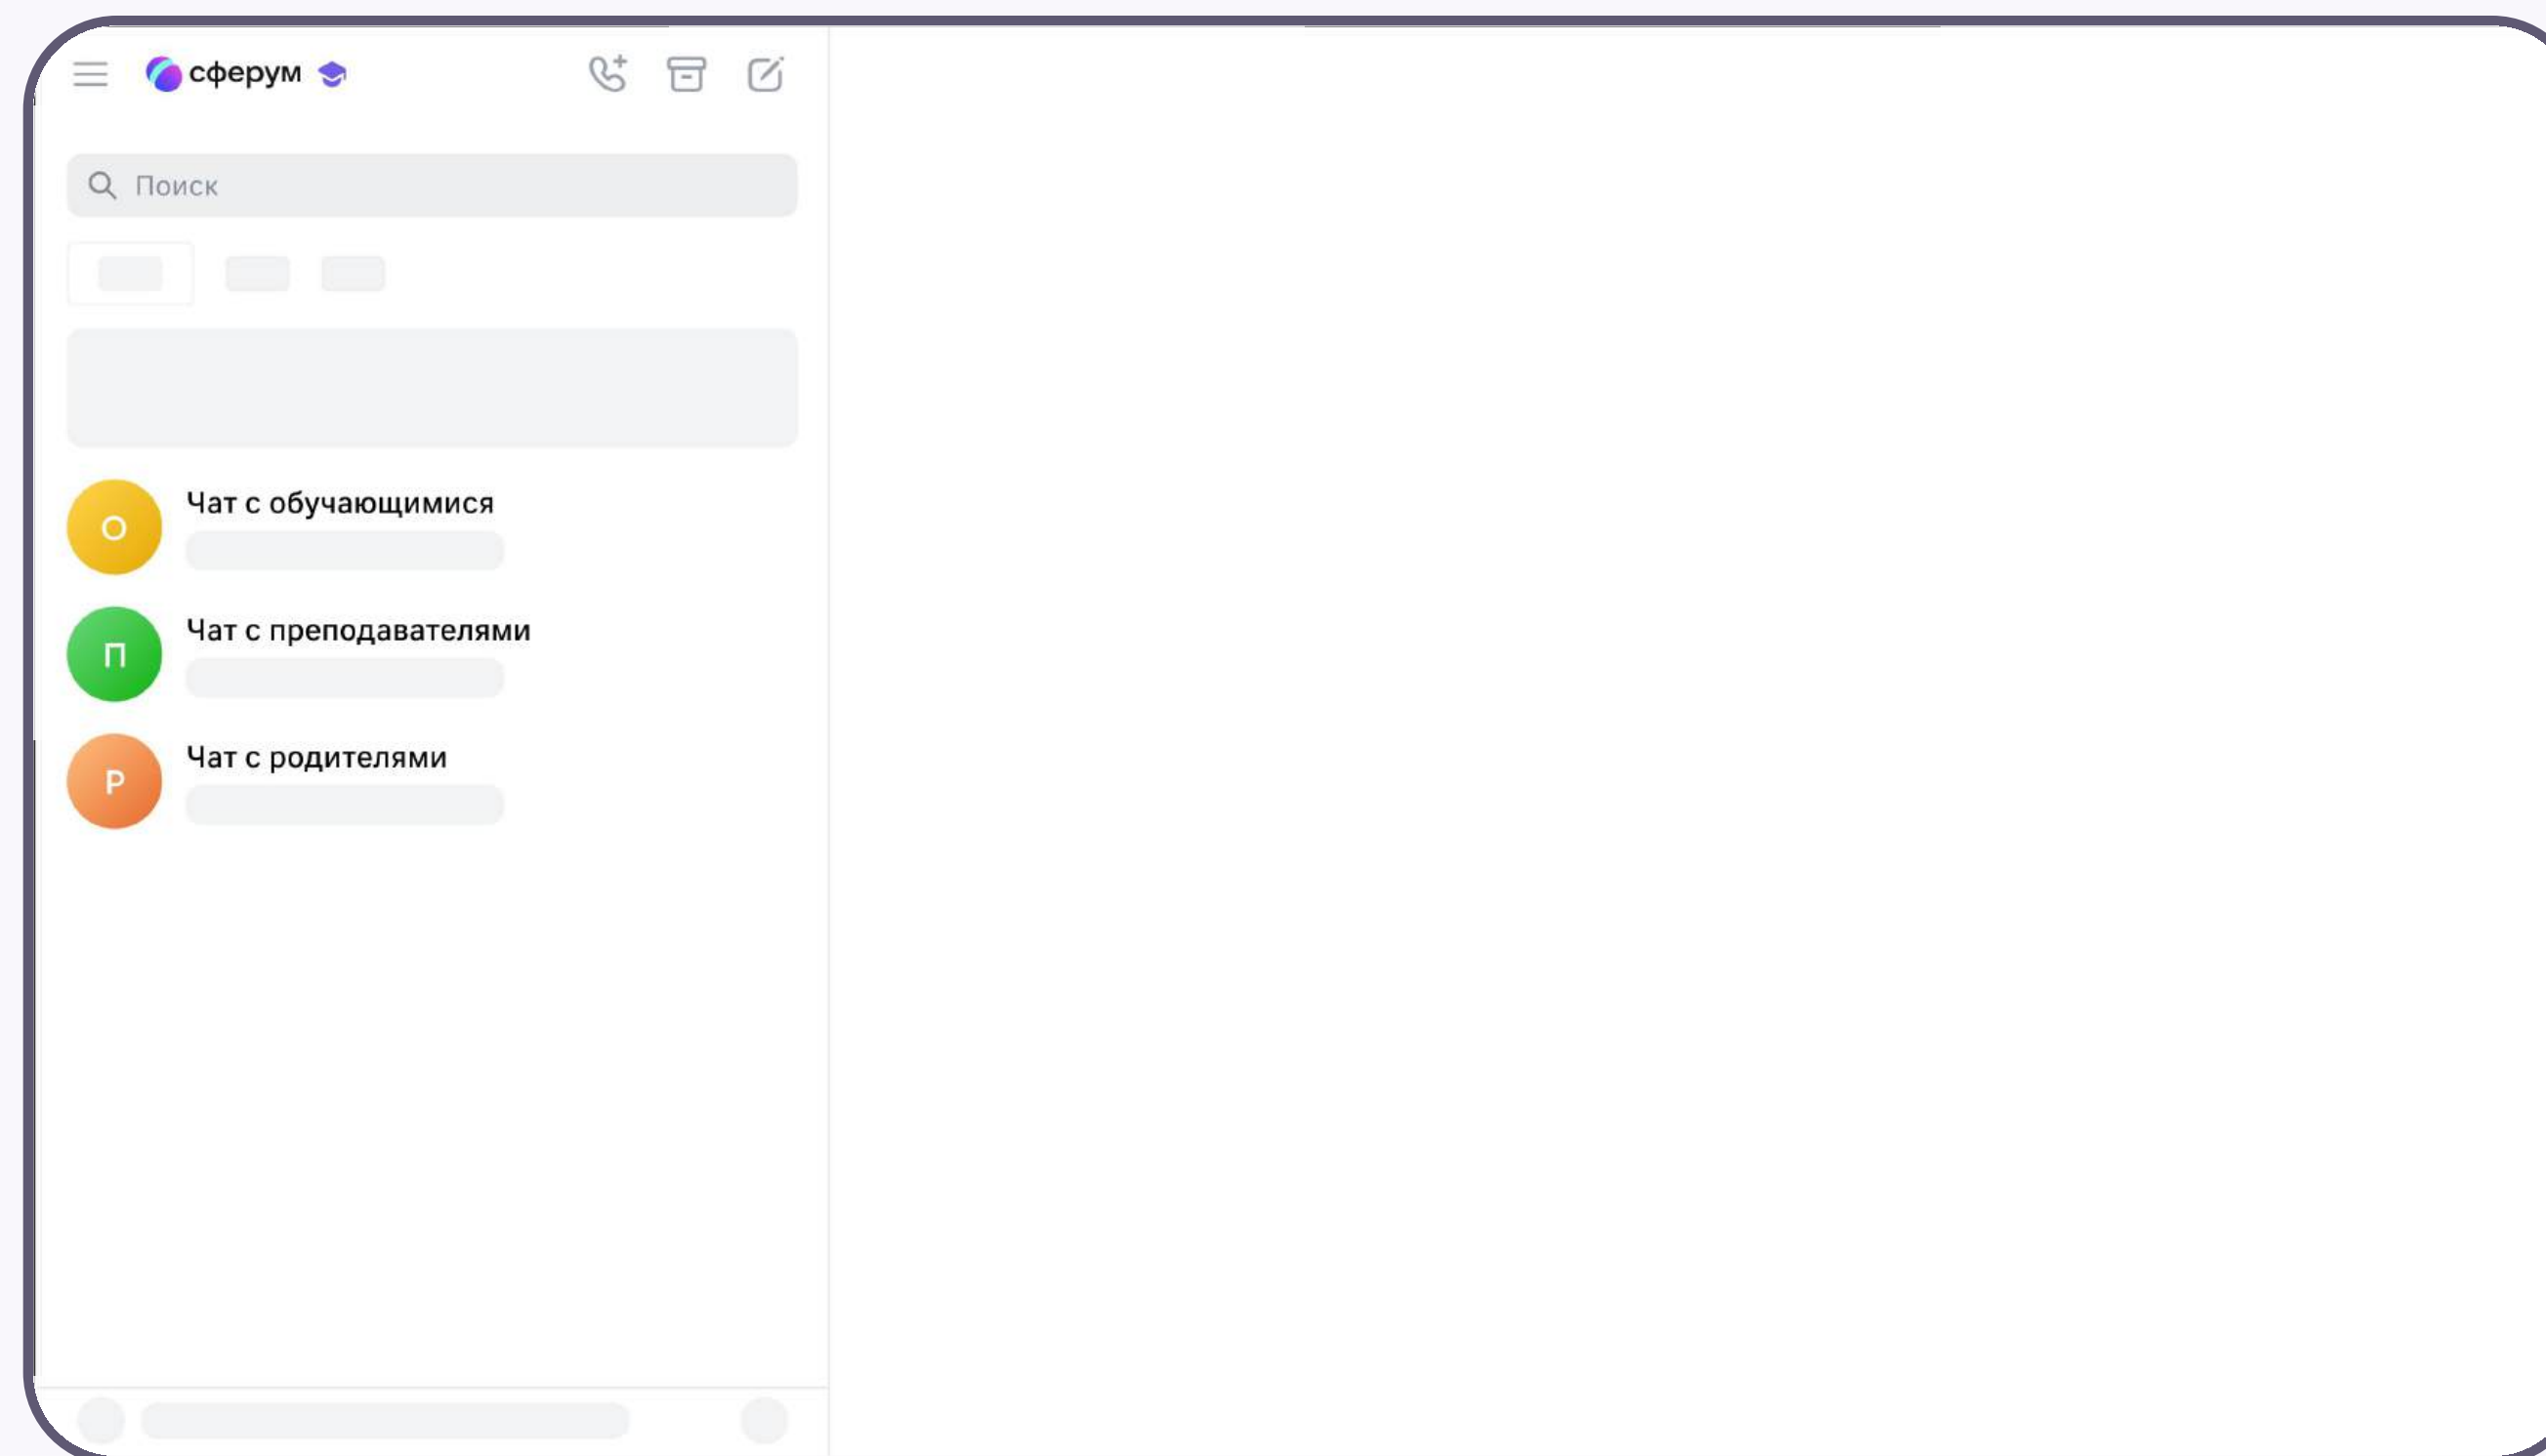 сферум
Поиск
О
Чат с обучающимися
П
Чат с преподавателями
Р
Чат с родителями